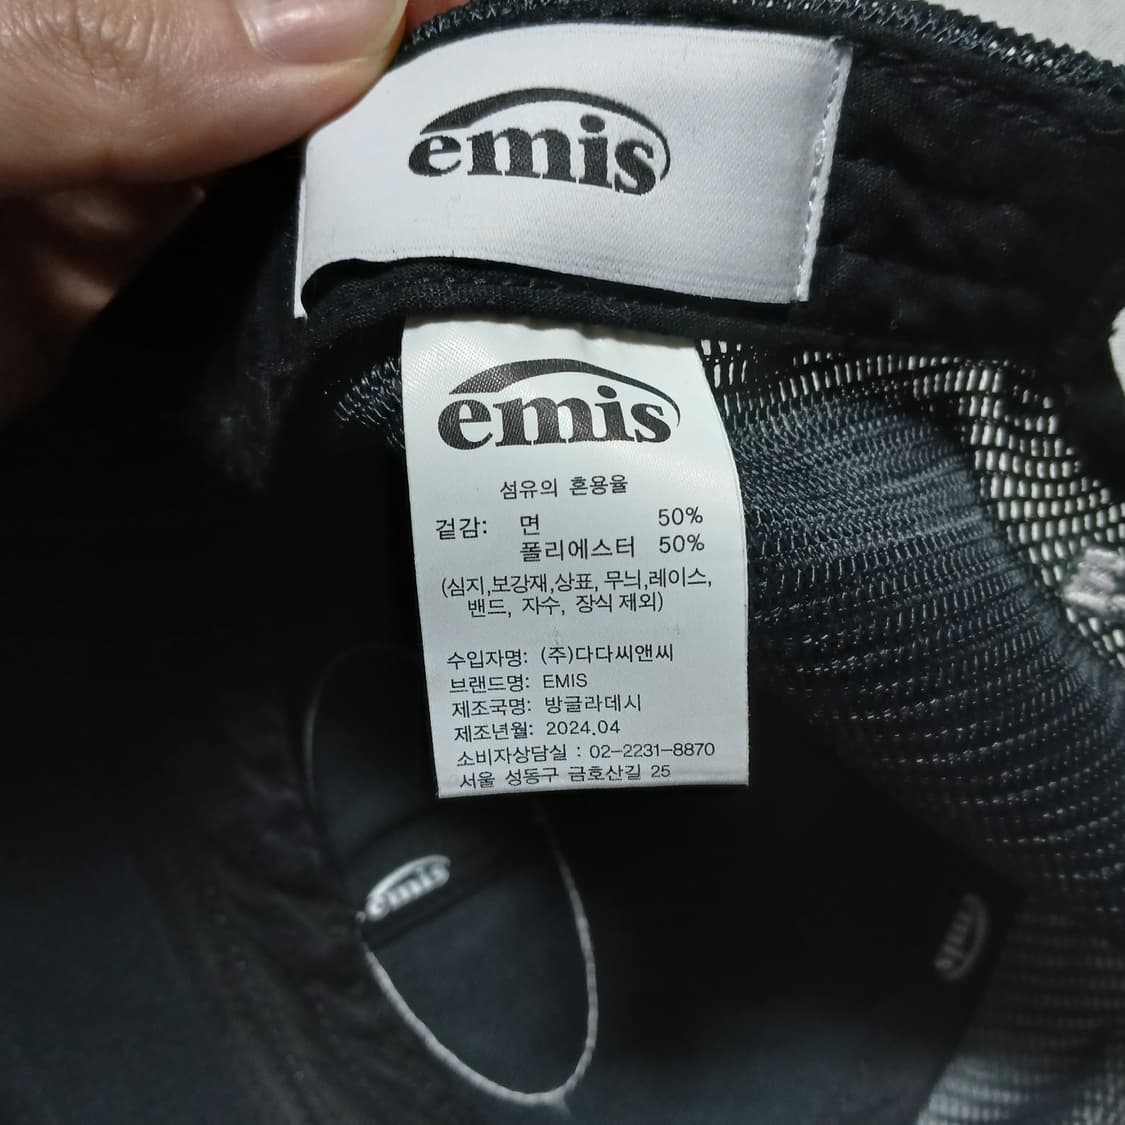 emis
emis
섬유의 혼용율
겉감: 면 50%
폴리에스터 50%
(심지,보강재,상표, 무늬,레이스,
밴드, 자수, 장식 제외)
수입자명: (주)다다씨앤씨
브랜드명: EMIS
제조국명: 방글라데시
제조년월: 2024.04
소비자상담실 : 02-2231-8870
서울 성동구 금호산길 25
emis
emis